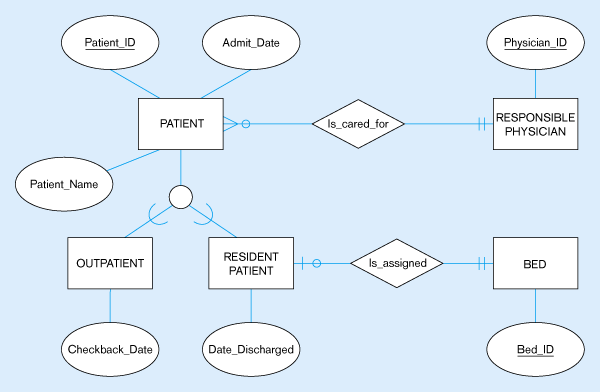 Patient_ID
Admit_Date
Physician_ID
PATIENT
Is_cared_for
RESPONSIBLE
PHYSICIAN
Patient_Name
OUTPATIENT
RESIDENT
PATIENT
Is_assigned
BED
Checkback_Date
Date_Discharged
Bed_ID